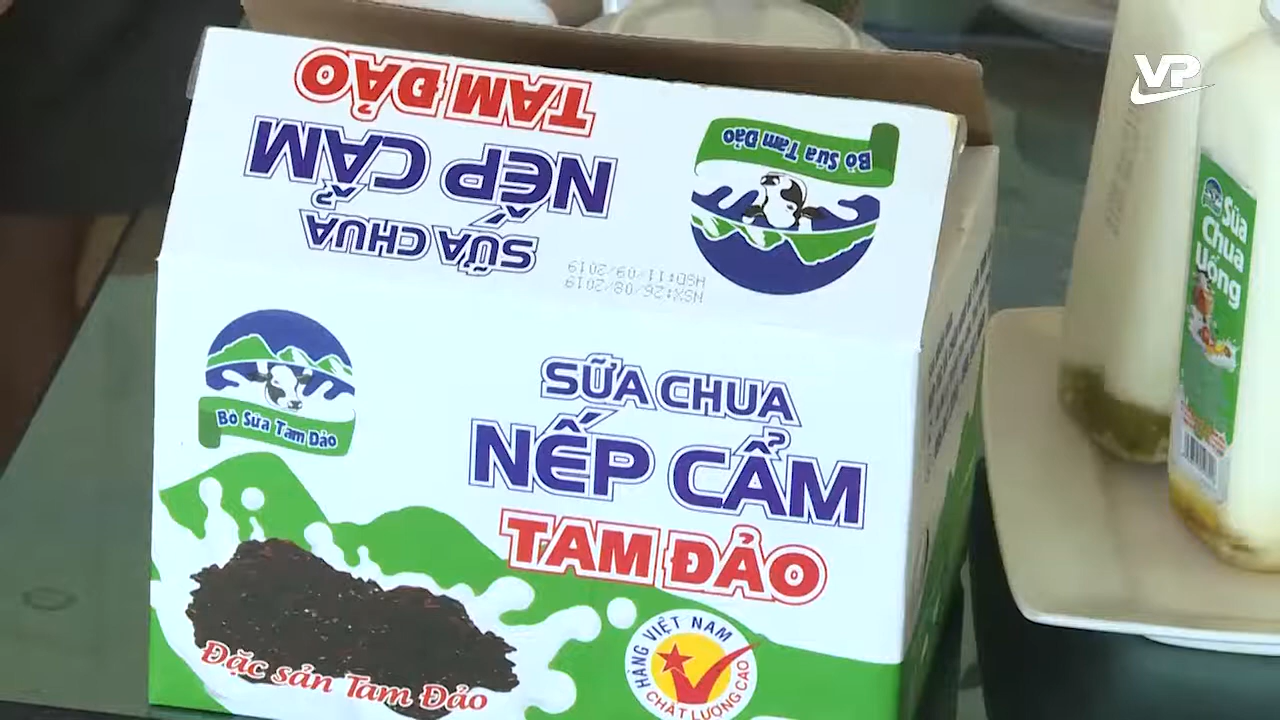 VP
TAM ĐẢO
NẾP CẨM
SỮA CHUA
Bò Sữa Tam Đảo
NSX:26/08/2019
HSD:11/09/2019
Bò Sữa Tam Đảo
SỮA CHUA
NẾP CẨM
TAM ĐẢO
Đặc sản Tam Đảo
HÀNG VIỆT NAM
CHẤT LƯỢNG CAO
Sữa
Chua
Uống